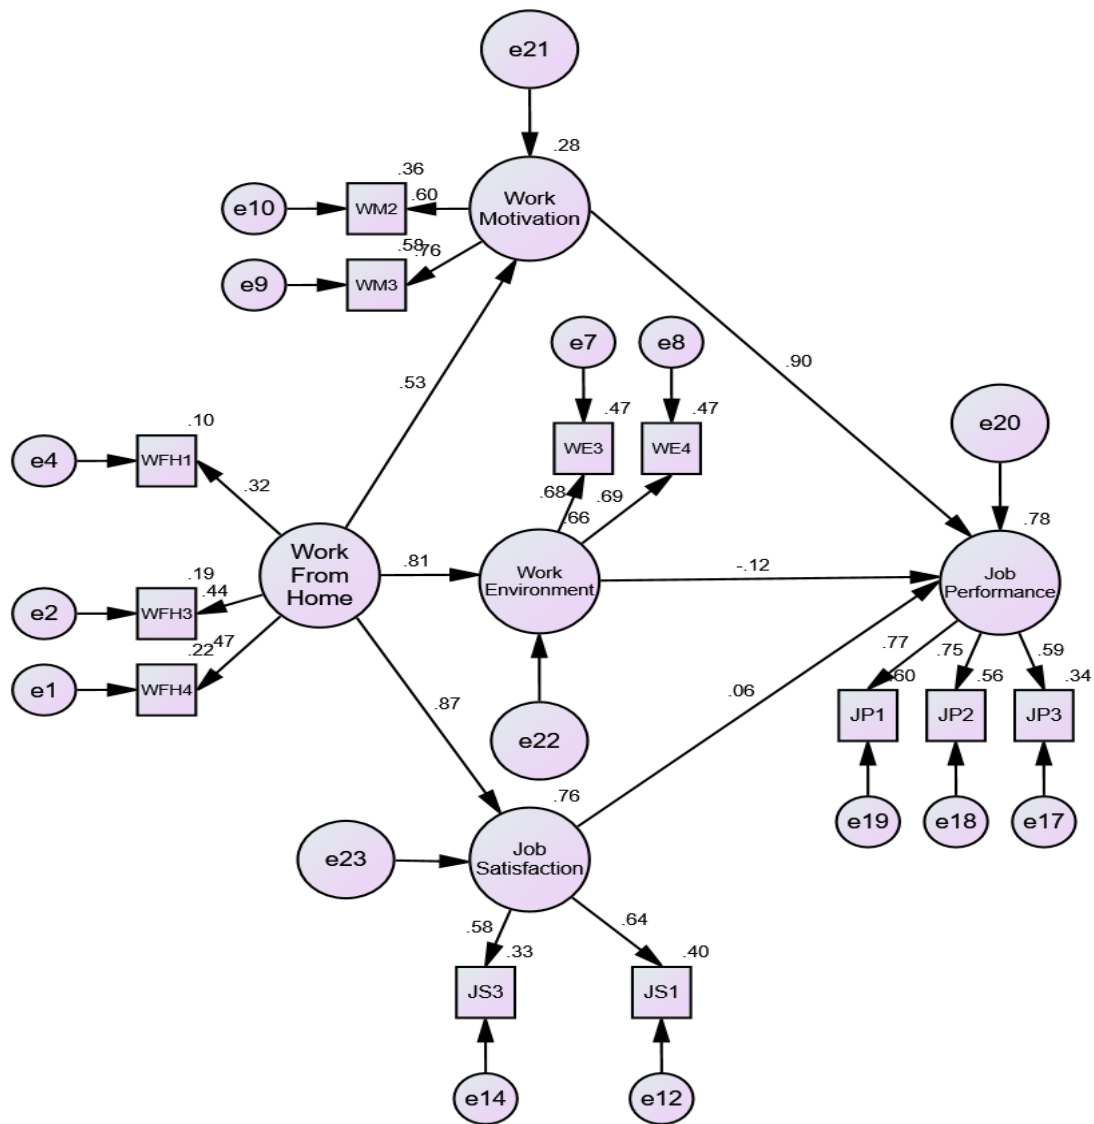 e21
.28
.36
Work
Motivation
e10
WM2
.60
.58
.76
e9
WM3
e7
e8
.53
.90
.47
.47
e20
.10
WE3
WE4
e4
WFH1
.32
.68
.69
.66
.78
Work
From
Home
.81
Work
Environment
-.12
Job
Performance
.19
.44
e2
WFH3
.22
.47
e1
WFH4
.77
.75
.59
.60
.56
.34
.87
.06
JP1
JP2
JP3
e22
.76
e19
e18
e17
e23
Job
Satisfaction
.58
.64
.33
.40
JS3
JS1
e14
e12